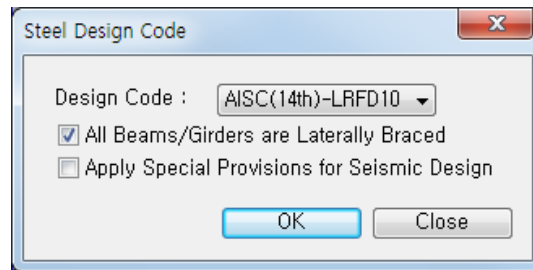 Steel Design Code
Design Code : AISC(14th)-LRFD10
All Beams/Girders are Laterally Braced
Apply Special Provisions for Seismic Design
OK Close